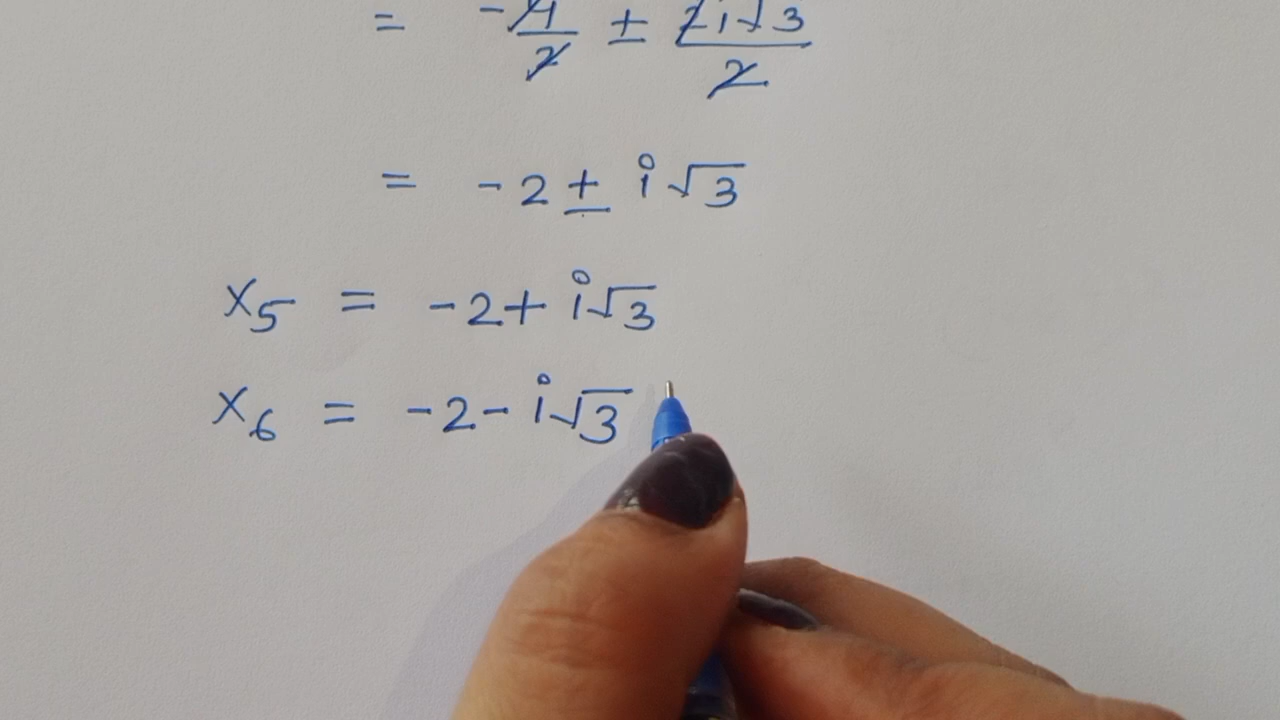 = -4/2 ± 2i√3/2
= -2 ± i√3
x₅ = -2 + i√3
x₆ = -2 - i√3